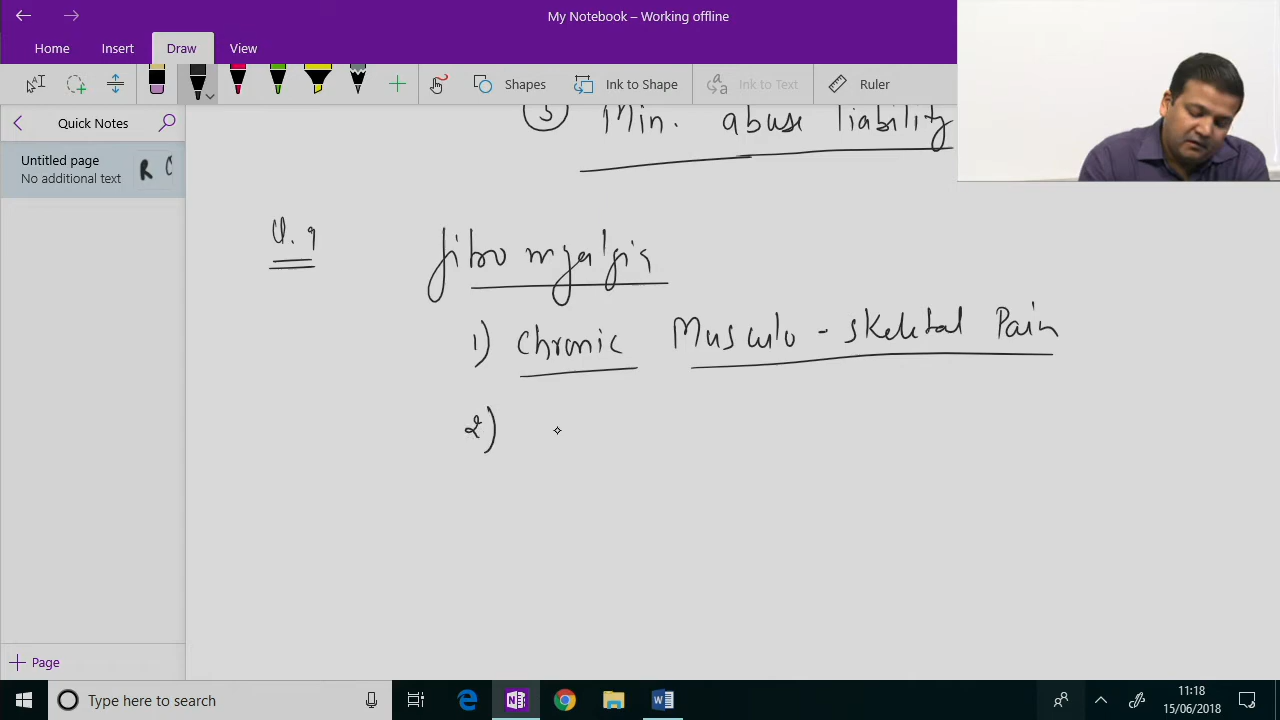 My Notebook – Working offline
Home Insert Draw View
Shapes Ink to Shape Ink to Text Ruler
Quick Notes
Untitled page
No additional text
R C
③ Min. abuse liability
Q. 9 fibromyalgia
1) Chronic Musculo - skeletal Pain
2)
+ Page
Type here to search
11:18
15/06/2018